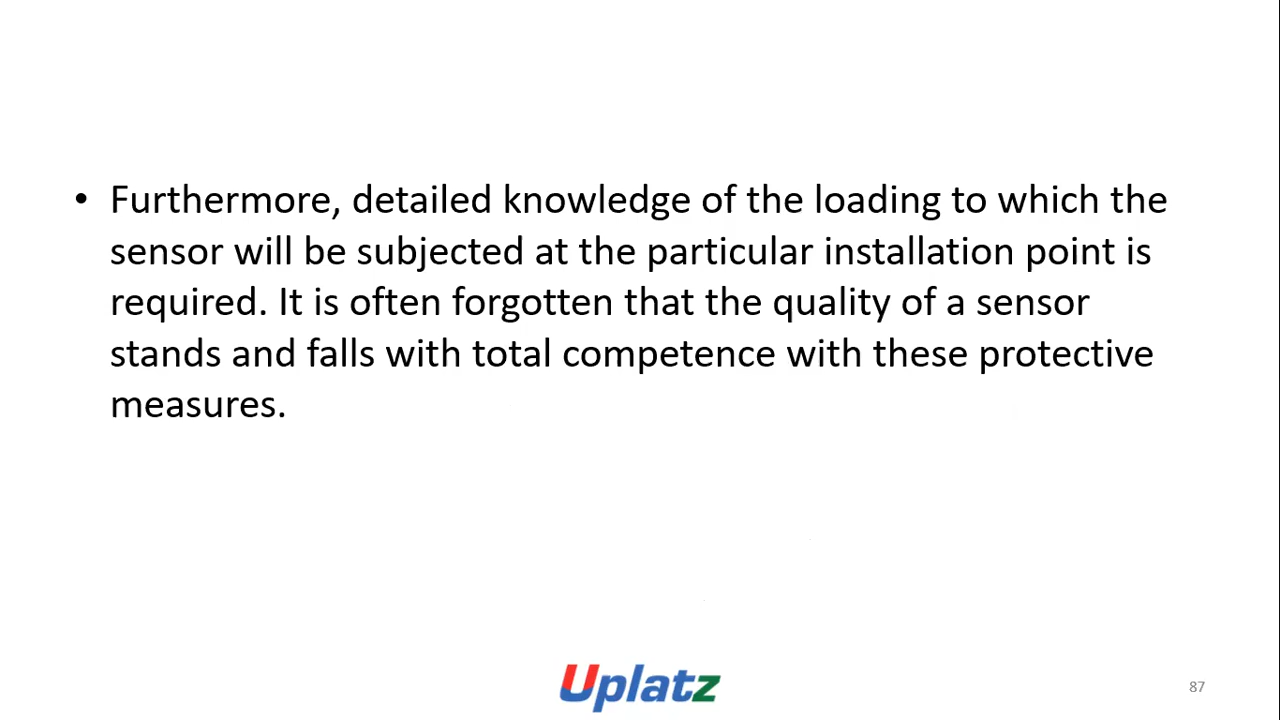 • Furthermore, detailed knowledge of the loading to which the
sensor will be subjected at the particular installation point is
required. It is often forgotten that the quality of a sensor
stands and falls with total competence with these protective
measures.
Uplatz
87